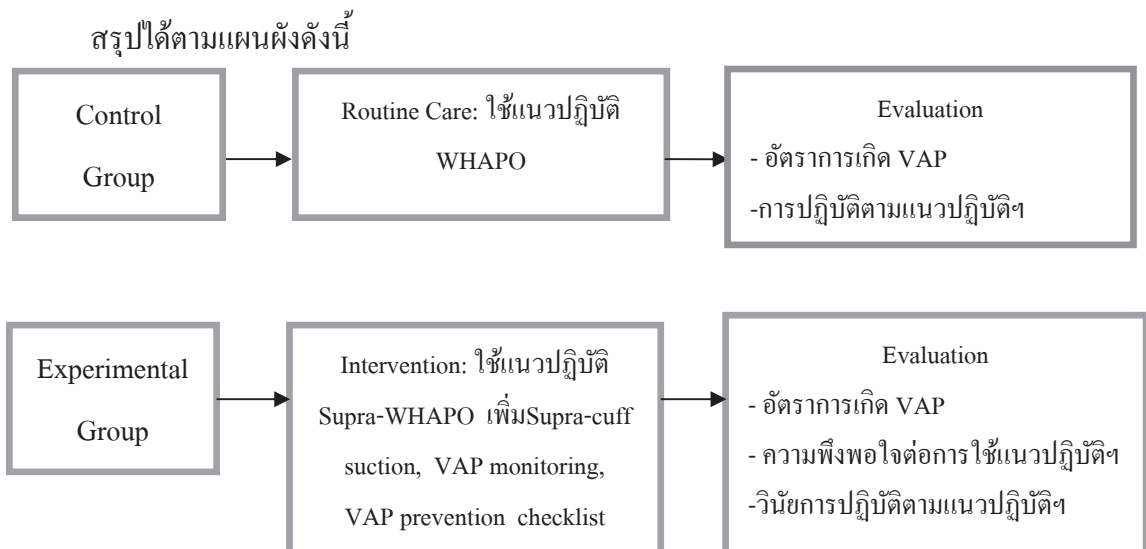 สรุปได้ตามแผนผังดังนี้
Control
Group
Routine Care: ใช้แนวปฏิบัติ
WHAPO
Evaluation
- อัตราการเกิด VAP
-การปฏิบัติตามแนวปฏิบัติฯ
Experimental
Group
Intervention: ใช้แนวปฏิบัติ
Supra-WHAPO เพิ่มSupra-cuff
suction, VAP monitoring,
VAP prevention checklist
Evaluation
- อัตราการเกิด VAP
- ความพึงพอใจต่อการใช้แนวปฏิบัติฯ
-วินัยการปฏิบัติตามแนวปฏิบัติฯ